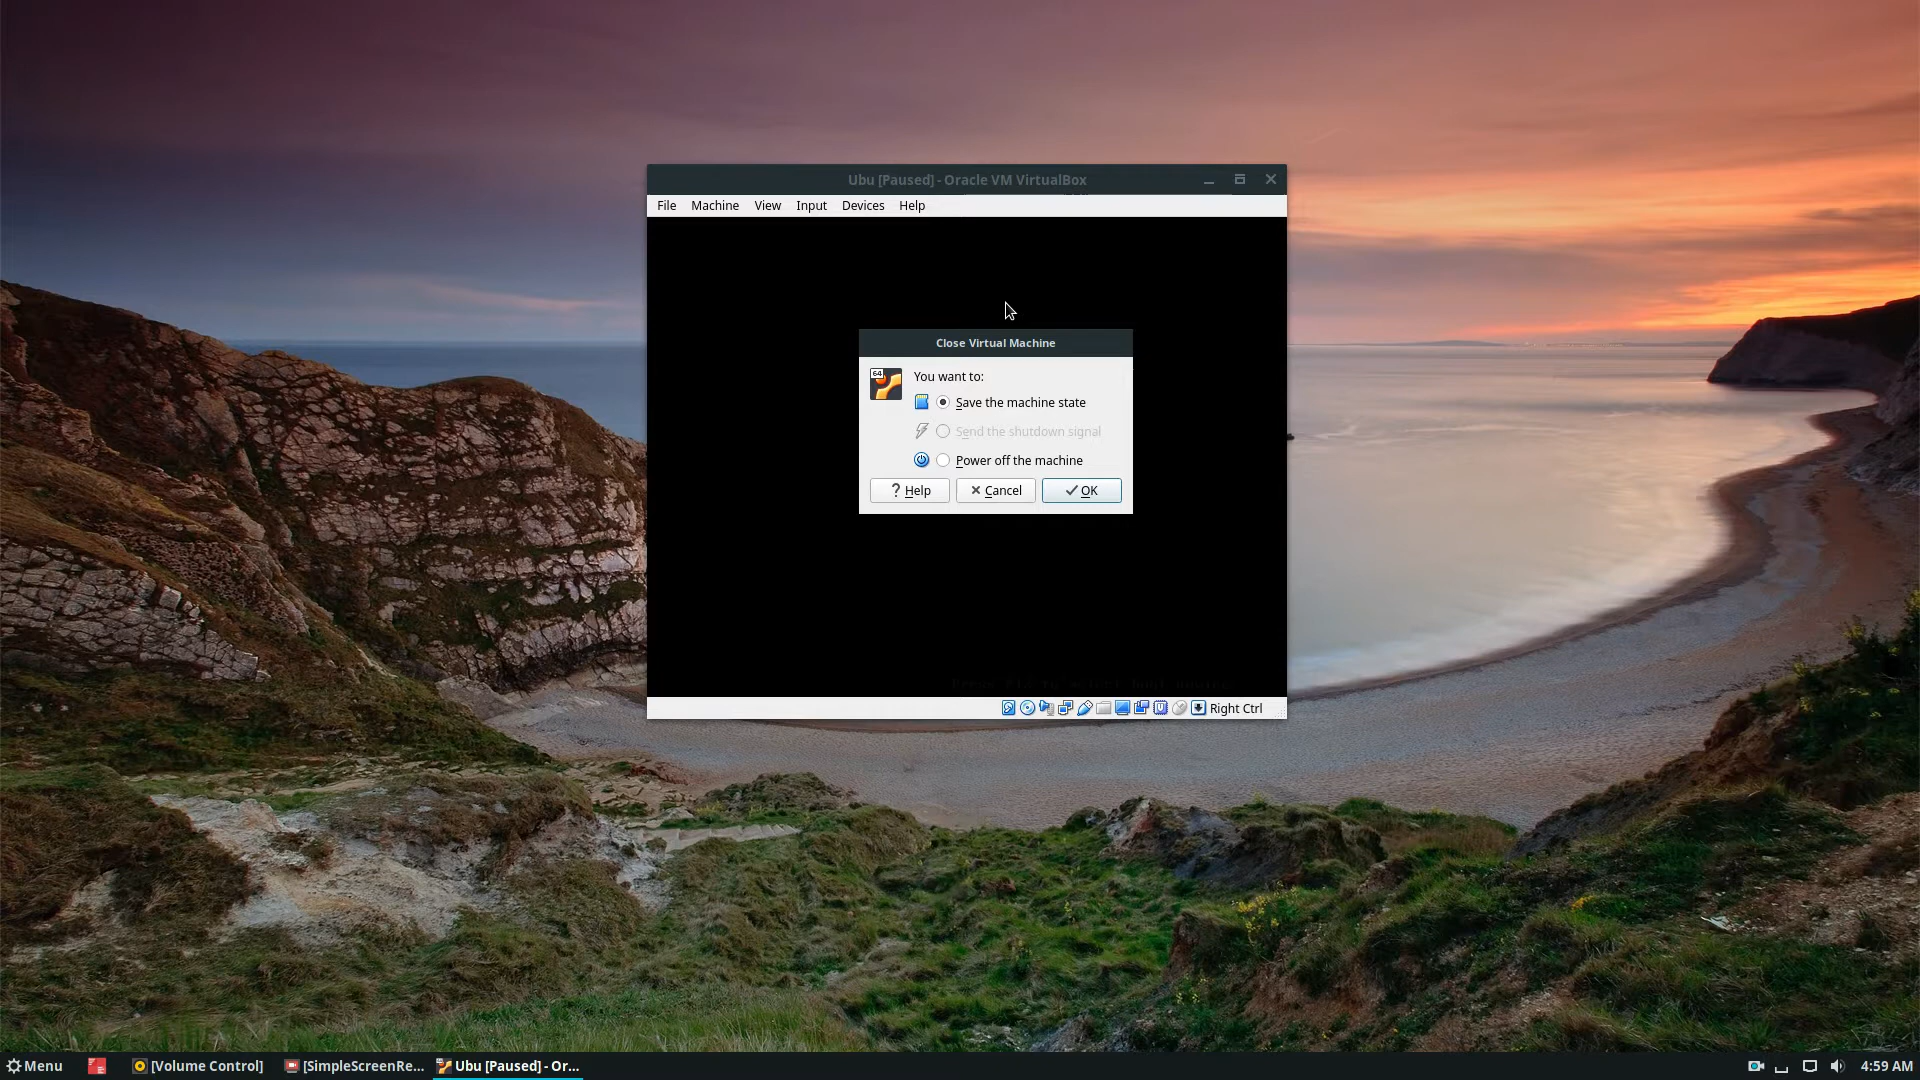 Ubu [Paused] - Oracle VM VirtualBox
File Machine View Input Devices Help
Close Virtual Machine
64
You want to:
Save the machine state
Send the shutdown signal
Power off the machine
? Help
Cancel
OK
Right Ctrl
Menu
[Volume Control]
[SimpleScreenRe...
Ubu [Paused] - Or...
4:59 AM